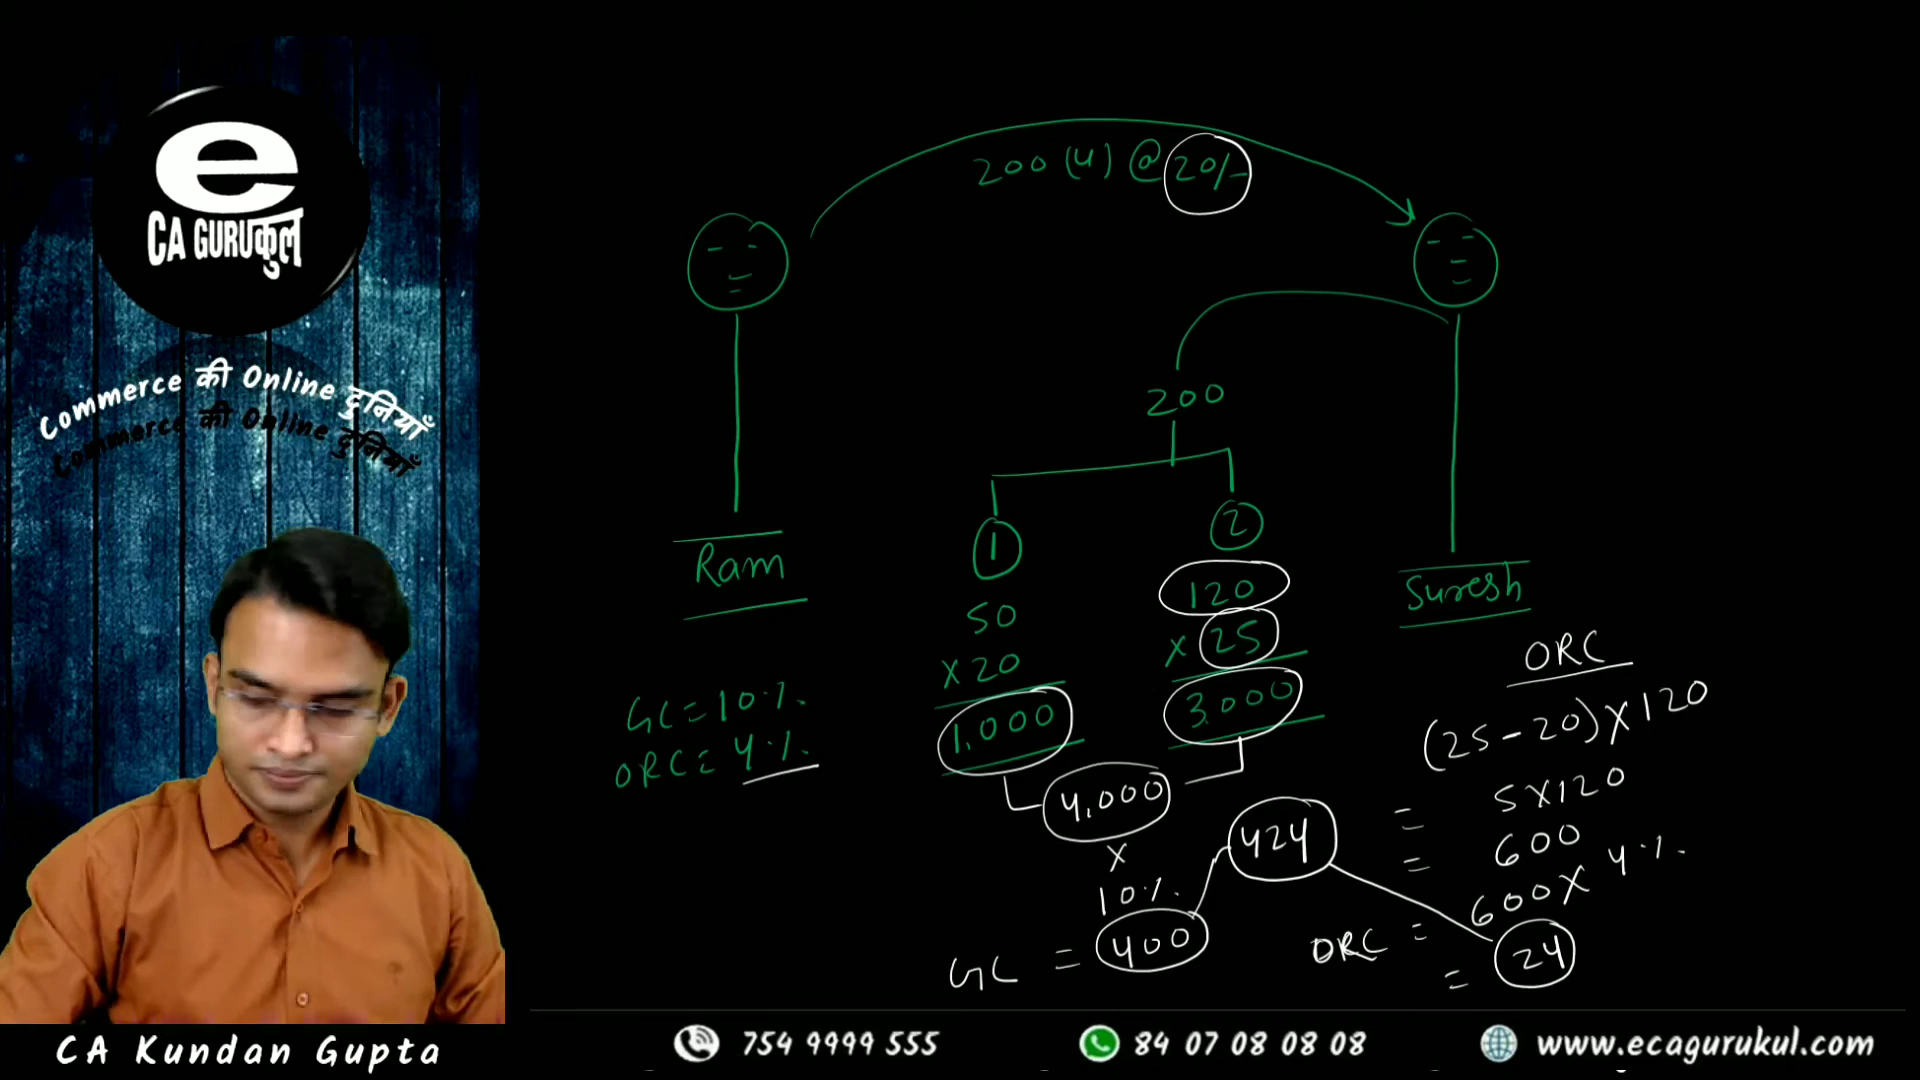 e
CA GURUकुल
Commerce की Online दुनियाँ
Commerce की Online दुनियाँ
200 (4) @ 20/-
200
1
2
50
× 20
1,000
120
× 25
3,000
Ram
Suresh
GC = 10%.
ORC = 4%.
4,000
×
10%.
GC = 400
424
ORC
(25 - 20) × 120
= 5 × 120
= 600
ORC = 600 × 4%.
= 24
CA Kundan Gupta
754 9999 555
84 07 08 08 08
www.ecagurukul.com